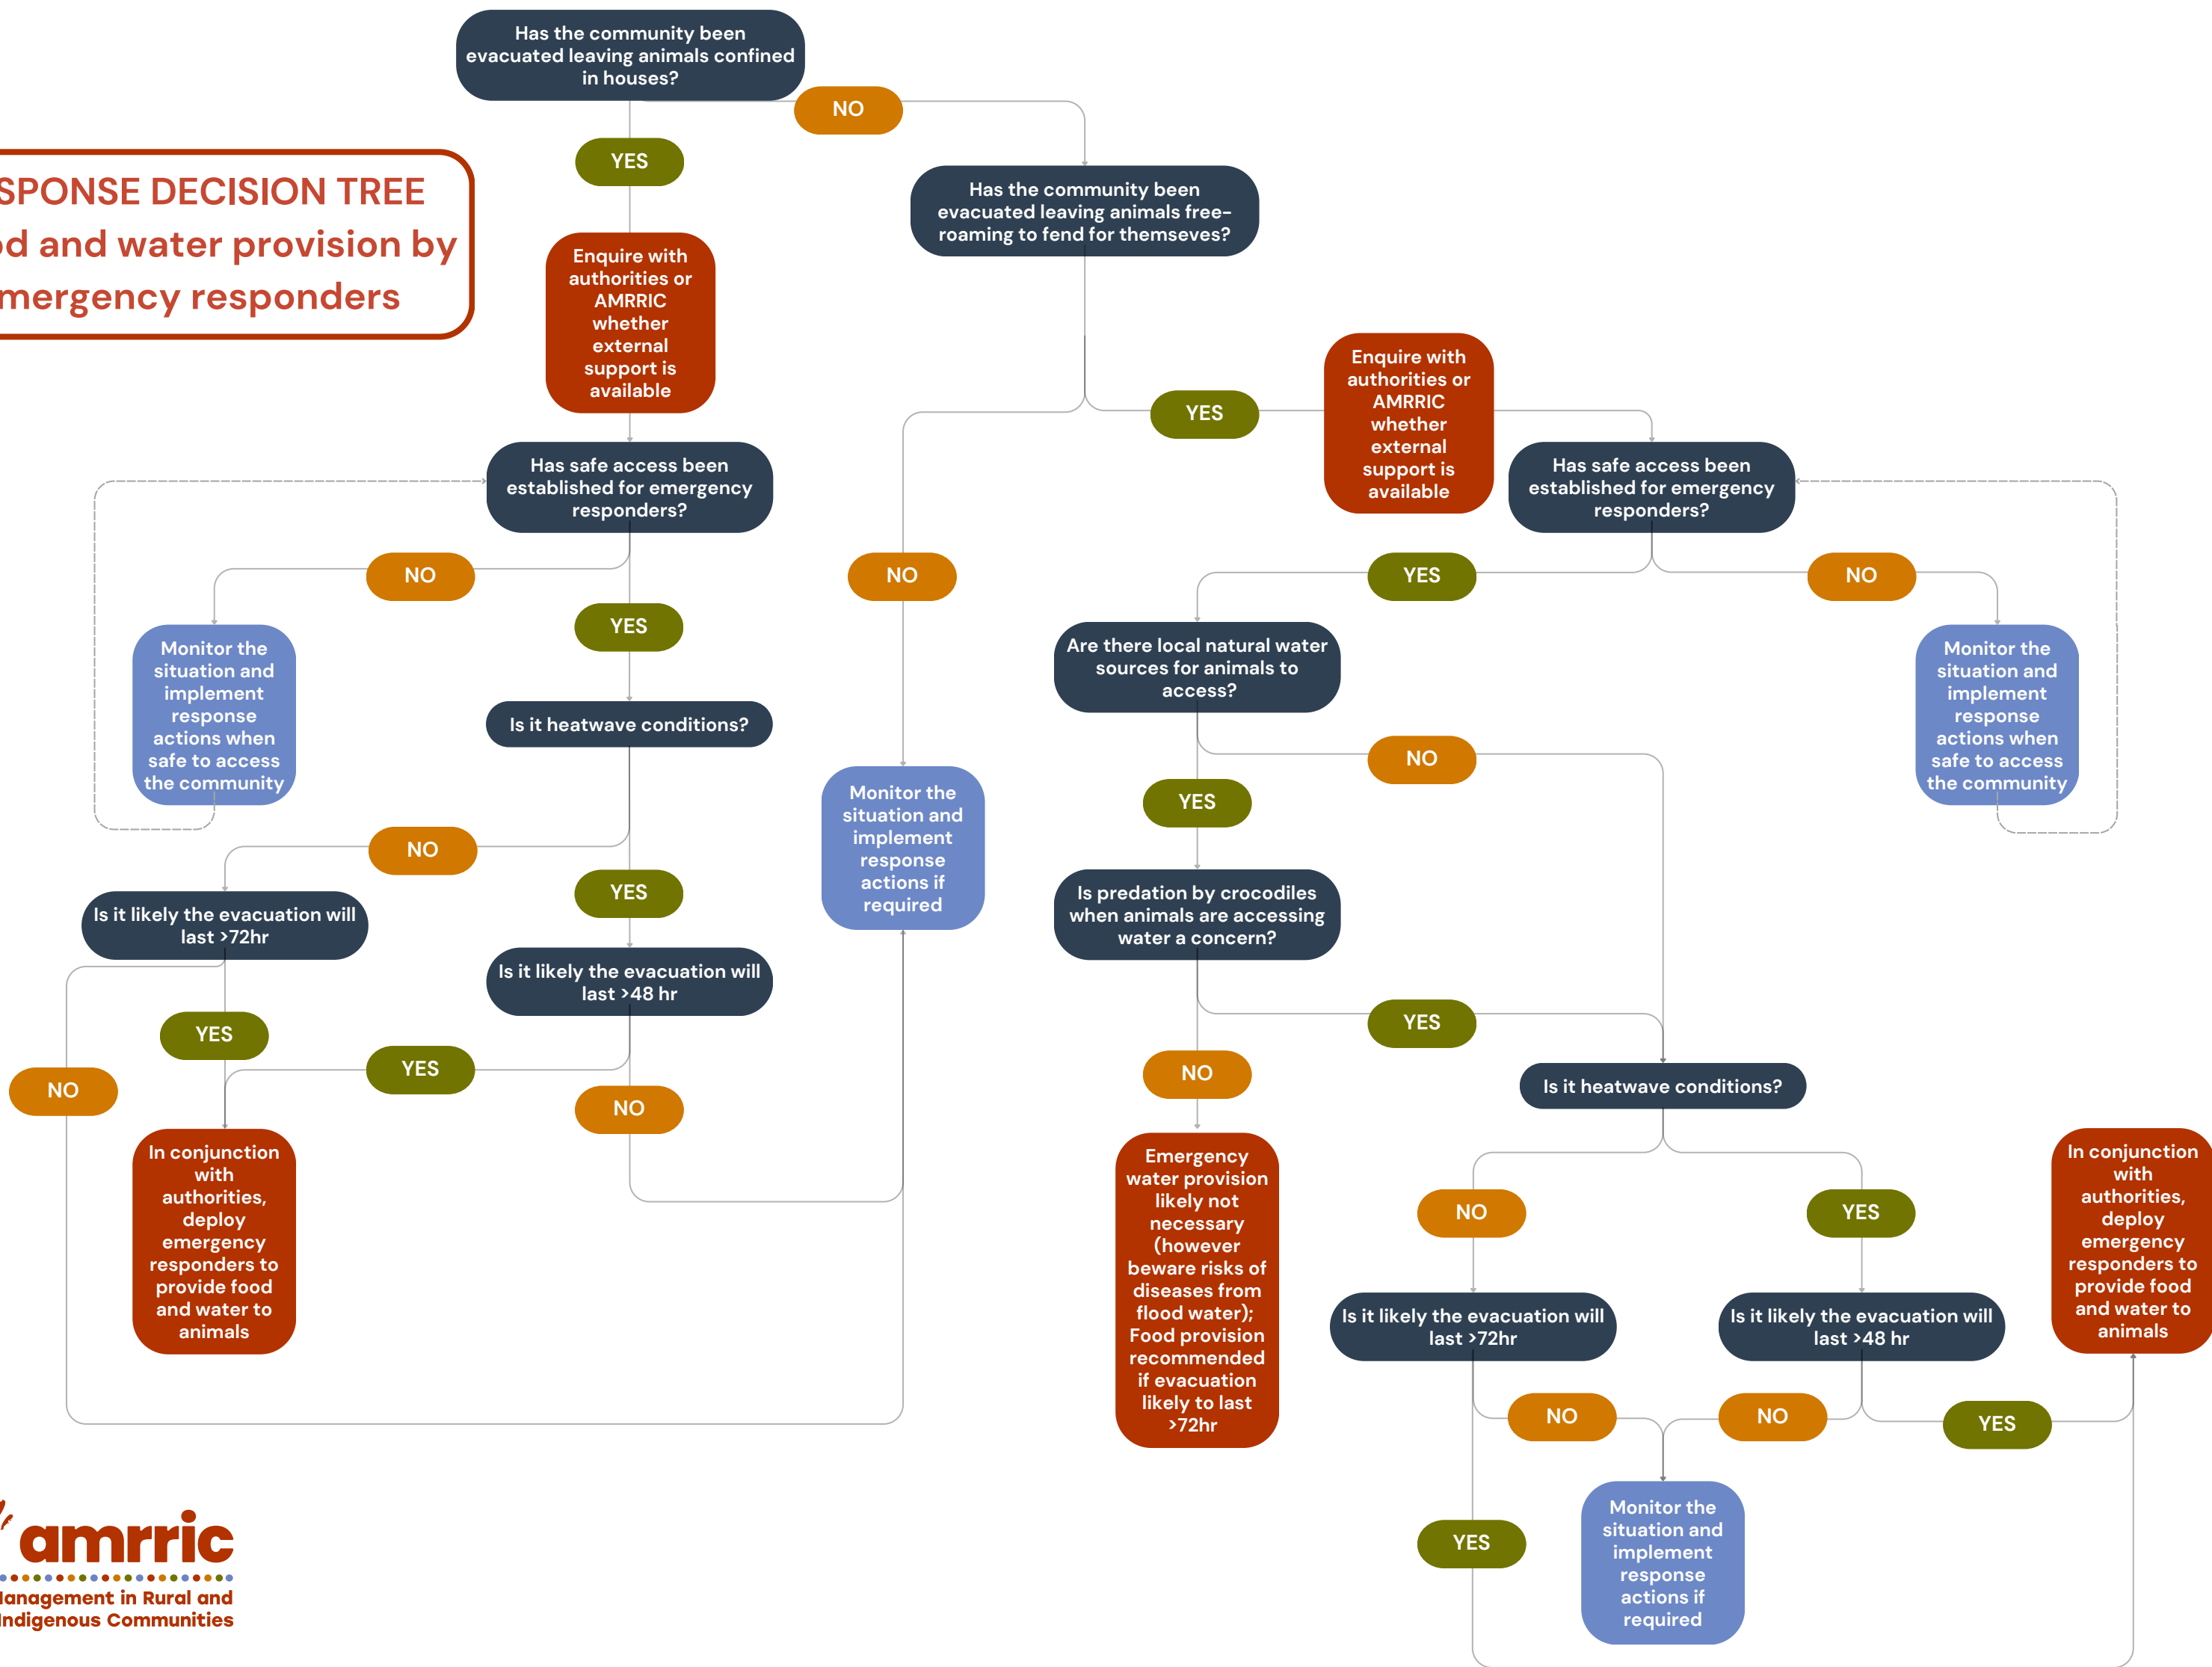 Has the community been
evacuated leaving animals confined
in houses?
NO
YES
SPONSE DECISION TREE
d and water provision by
mergency responders
Has the community been
evacuated leaving animals free-
roaming to fend for themseves?
Enquire with
authorities or
AMRRIC
whether
external
support is
available
YES
Enquire with
authorities or
AMRRIC
whether
external
support is
available
Has safe access been
established for emergency
responders?
Has safe access been
established for emergency
responders?
NO
YES
NO
YES
NO
Monitor the
situation and
implement
response
actions when
safe to access
the community
Is it heatwave conditions?
Are there local natural water
sources for animals to
access?
Monitor the
situation and
implement
response
actions when
safe to access
the community
NO
YES
Monitor the
situation and
implement
response
actions if
required
NO
YES
Is it likely the evacuation will
last >72hr
Is it likely the evacuation will
last >48 hr
Is predation by crocodiles
when animals are accessing
water a concern?
YES
YES
NO
NO
YES
NO
Is it heatwave conditions?
In conjunction
with
authorities,
deploy
emergency
responders to
provide food
and water to
animals
Emergency
water provision
likely not
necessary
(however
beware risks of
diseases from
flood water);
Food provision
recommended
if evacuation
likely to last
>72hr
NO
YES
In conjunction
with
authorities,
deploy
emergency
responders to
provide food
and water to
animals
Is it likely the evacuation will
last >72hr
Is it likely the evacuation will
last >48 hr
NO
NO
YES
YES
Monitor the
situation and
implement
response
actions if
required
amrric
anagement in Rural and
Indigenous Communities